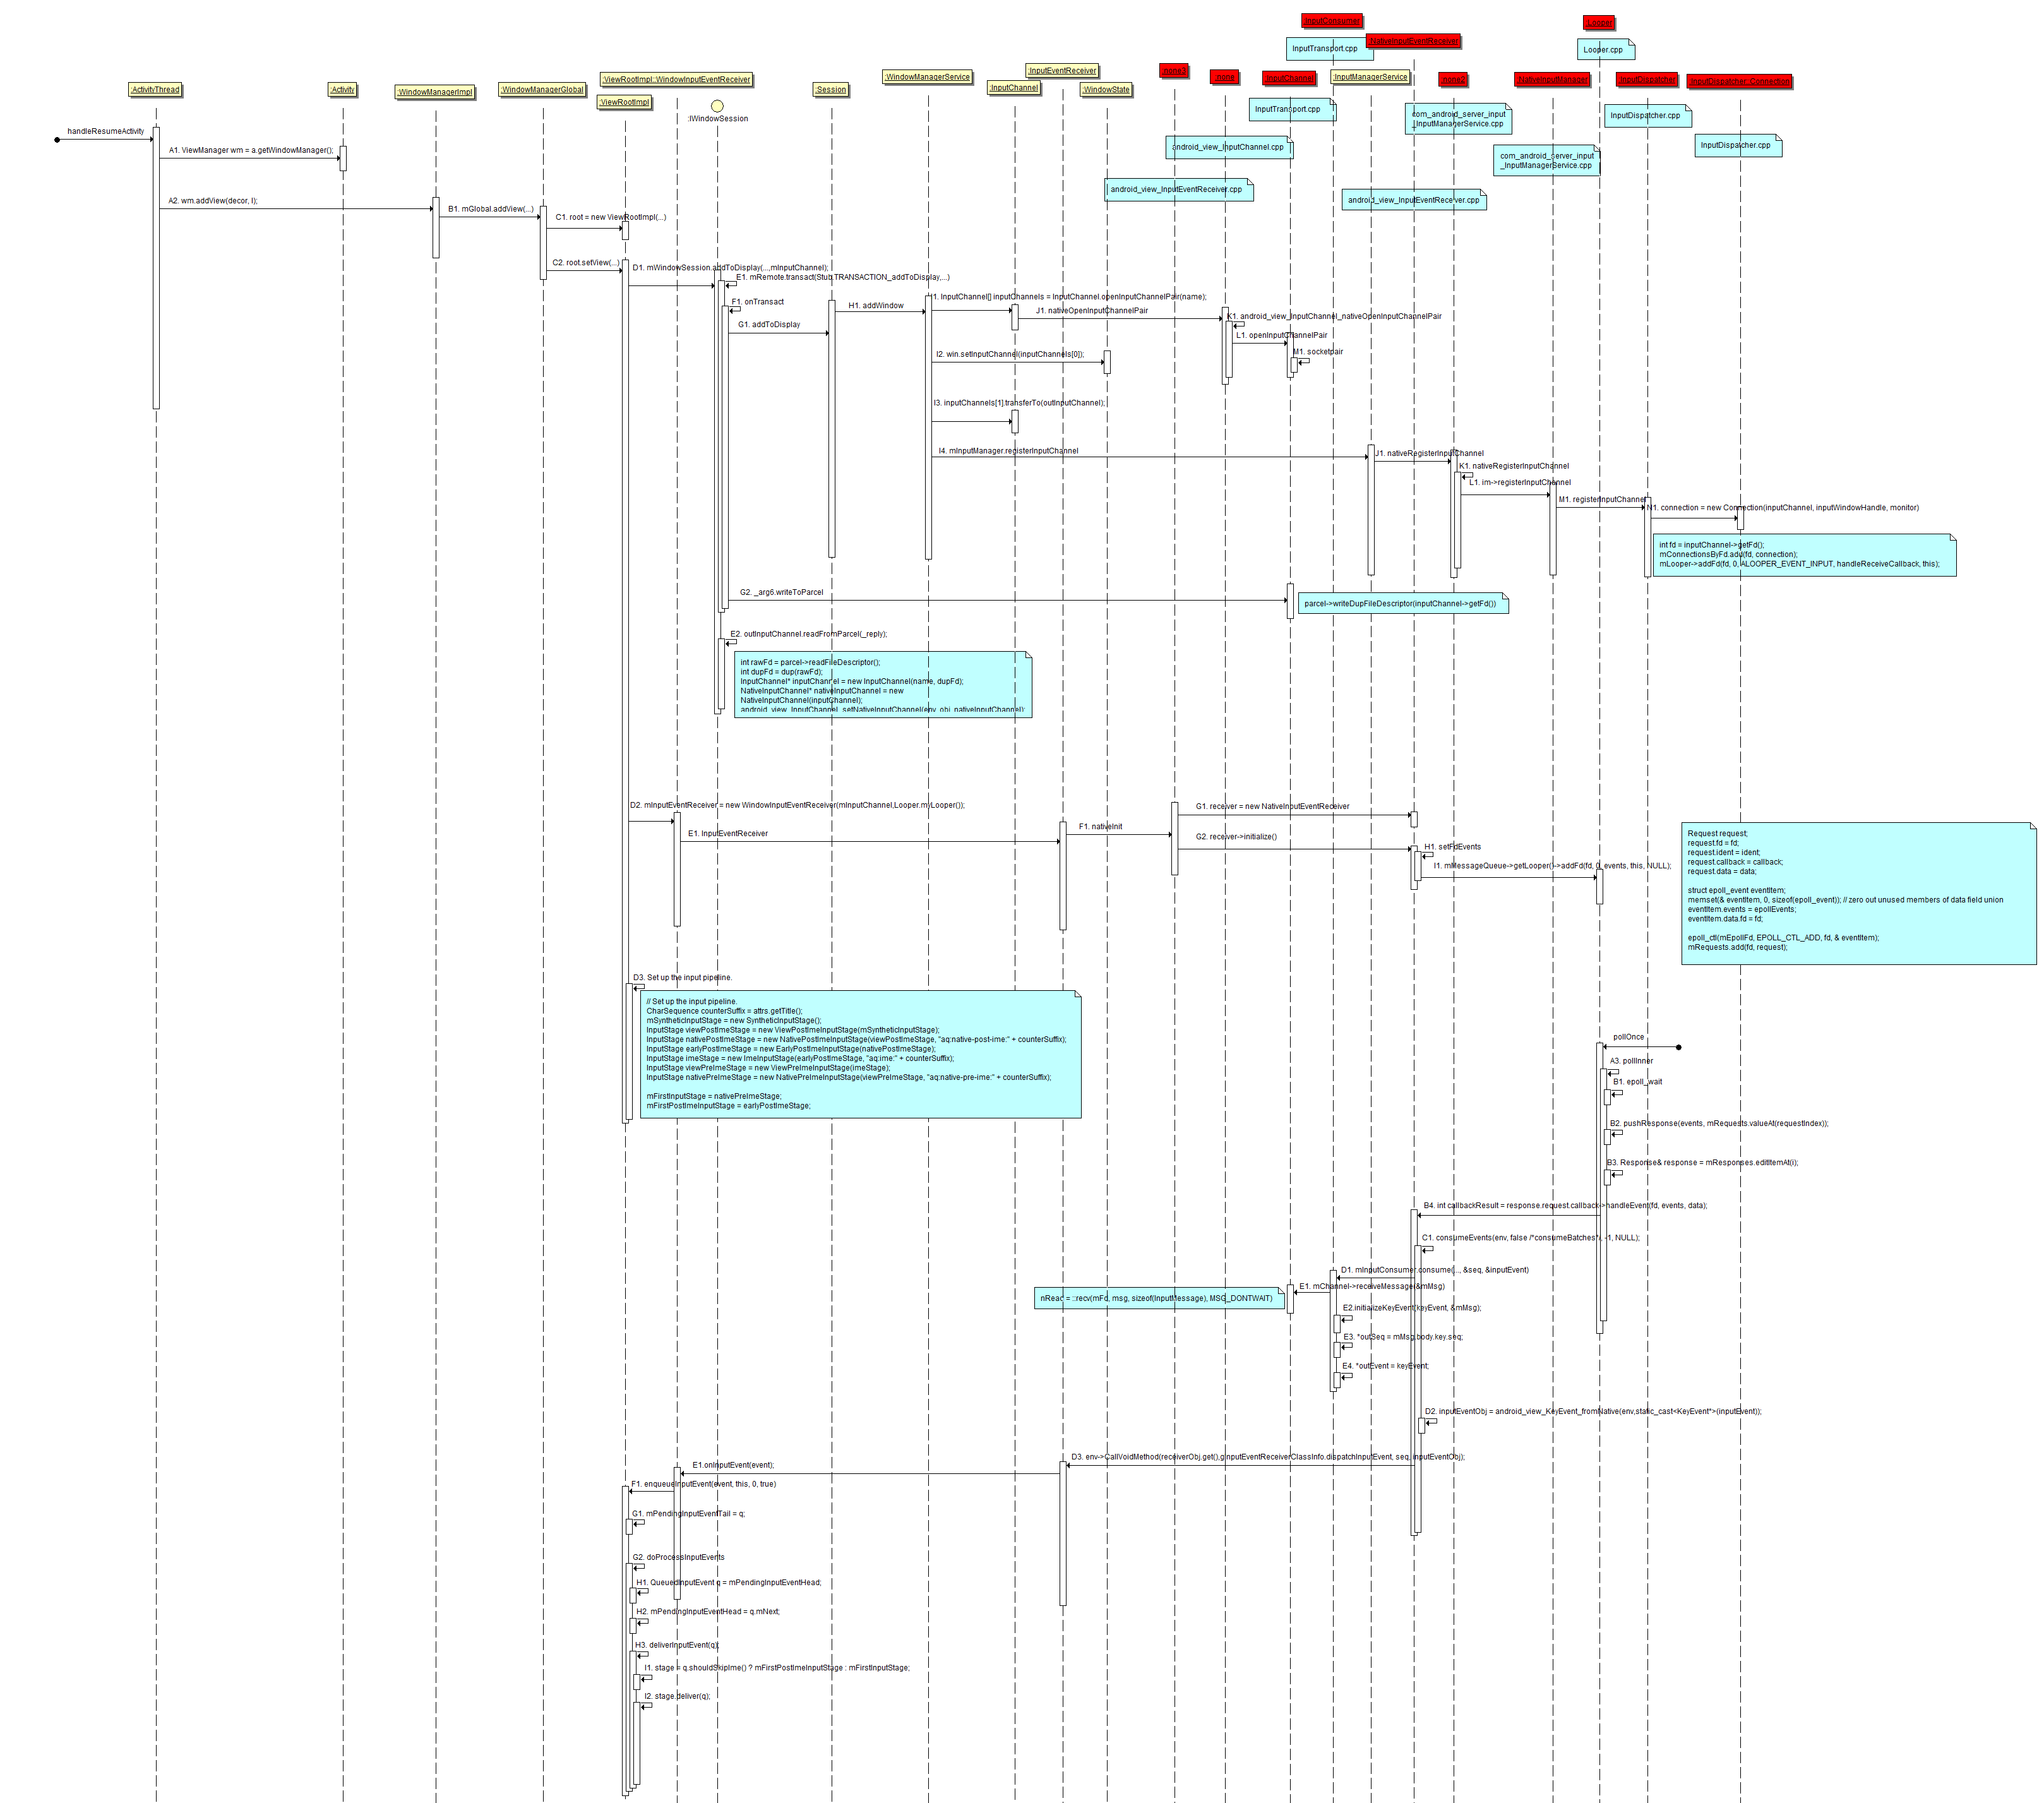 :InputConsumer
:Looper
InputTransport.cpp
:NativeInputEventReceiver
Looper.cpp
:ViewRootImpl::WindowInputEventReceiver
:WindowManagerService
:InputEventReceiver
:none3
:none
:InputChannel
:InputManagerService
:none2
:NativeInputManager
:InputDispatcher
:InputDispatcher::Connection
:ActivityThread
:Activity
:WindowManagerImpl
:WindowManagerGlobal
:ViewRootImpl
:IWindowSession
:Session
:InputChannel
:WindowState
InputTransport.cpp
com_android_server_input
_InputManagerService.cpp
InputDispatcher.cpp
InputDispatcher.cpp
android_view_InputChannel.cpp
com_android_server_input
_InputManagerService.cpp
android_view_InputEventReceiver.cpp
android_view_InputEventReceiver.cpp
handleResumeActivity
A1. ViewManager wm = a.getWindowManager();
A2. wm.addView(decor, l);
B1. mGlobal.addView(...)
C1. root = new ViewRootImpl(...)
C2. root.setView(...)
D1. mWindowSession.addToDisplay(...,mInputChannel);
E1. mRemote.transact(Stub.TRANSACTION_addToDisplay,...)
F1. onTransact
G1. addToDisplay
H1. addWindow
I1. InputChannel[] inputChannels = InputChannel.openInputChannelPair(name);
J1. nativeOpenInputChannelPair
K1. android_view_InputChannel_nativeOpenInputChannelPair
L1. openInputChannelPair
M1. socketpair
I2. win.setInputChannel(inputChannels[0]);
I3. inputChannels[1].transferTo(outInputChannel);
I4. mInputManager.registerInputChannel
J1. nativeRegisterInputChannel
K1. nativeRegisterInputChannel
L1. im->registerInputChannel
M1. registerInputChannel
N1. connection = new Connection(inputChannel, inputWindowHandle, monitor)
int fd = inputChannel->getFd();
mConnectionsByFd.add(fd, connection);
mLooper->addFd(fd, 0, ALOOPER_EVENT_INPUT, handleReceiveCallback, this);
G2. _arg6.writeToParcel
parcel->writeDupFileDescriptor(inputChannel->getFd())
E2. outInputChannel.readFromParcel(_reply);
int rawFd = parcel->readFileDescriptor();
int dupFd = dup(rawFd);
InputChannel* inputChannel = new InputChannel(name, dupFd);
NativeInputChannel* nativeInputChannel = new
NativeInputChannel(inputChannel);
android_view_InputChannel_setNativeInputChannel(env, obj, nativeInputChannel);
D2. mInputEventReceiver = new WindowInputEventReceiver(mInputChannel,Looper.myLooper());
E1. InputEventReceiver
F1. nativeInit
G1. receiver = new NativeInputEventReceiver
G2. receiver->initialize()
H1. setFdEvents
I1. mMessageQueue->getLooper()->addFd(fd, 0, events, this, NULL);
Request request;
request.fd = fd;
request.ident = ident;
request.callback = callback;
request.data = data;
struct epoll_event eventItem;
memset(& eventItem, 0, sizeof(epoll_event)); // zero out unused members of data field union
eventItem.events = epollEvents;
eventItem.data.fd = fd;
epoll_ctl(mEpollFd, EPOLL_CTL_ADD, fd, & eventItem);
mRequests.add(fd, request);
D3. Set up the input pipeline.
// Set up the input pipeline.
CharSequence counterSuffix = attrs.getTitle();
mSyntheticInputStage = new SyntheticInputStage();
InputStage viewPostImeStage = new ViewPostImeInputStage(mSyntheticInputStage);
InputStage nativePostImeStage = new NativePostImeInputStage(viewPostImeStage, "aq:native-post-ime:" + counterSuffix);
InputStage earlyPostImeStage = new EarlyPostImeInputStage(nativePostImeStage);
InputStage imeStage = new ImeInputStage(earlyPostImeStage, "aq:ime:" + counterSuffix);
InputStage viewPreImeStage = new ViewPreImeInputStage(imeStage);
InputStage nativePreImeStage = new NativePreImeInputStage(viewPreImeStage, "aq:native-pre-ime:" + counterSuffix);
mFirstInputStage = nativePreImeStage;
mFirstPostImeInputStage = earlyPostImeStage;
pollOnce
A3. pollInner
B1. epoll_wait
B2. pushResponse(events, mRequests.valueAt(requestIndex));
B3. Response& response = mResponses.editItemAt(i);
B4. int callbackResult = response.request.callback->handleEvent(fd, events, data);
C1. consumeEvents(env, false /*consumeBatches*/, -1, NULL);
D1. mInputConsumer.consume(..., &seq, &inputEvent)
E1. mChannel->receiveMessage(&mMsg)
nRead = ::recv(mFd, msg, sizeof(InputMessage), MSG_DONTWAIT)
E2.initializeKeyEvent(keyEvent, &mMsg);
E3. *outSeq = mMsg.body.key.seq;
E4. *outEvent = keyEvent;
D2. inputEventObj = android_view_KeyEvent_fromNative(env,static_cast<KeyEvent*>(inputEvent));
D3. env->CallVoidMethod(receiverObj.get(),gInputEventReceiverClassInfo.dispatchInputEvent, seq, inputEventObj);
E1.onInputEvent(event);
F1. enqueueInputEvent(event, this, 0, true)
G1. mPendingInputEventTail = q;
G2. doProcessInputEvents
H1. QueuedInputEvent q = mPendingInputEventHead;
H2. mPendingInputEventHead = q.mNext;
H3. deliverInputEvent(q);
I1. stage = q.shouldSkipIme() ? mFirstPostImeInputStage : mFirstInputStage;
I2. stage.deliver(q);